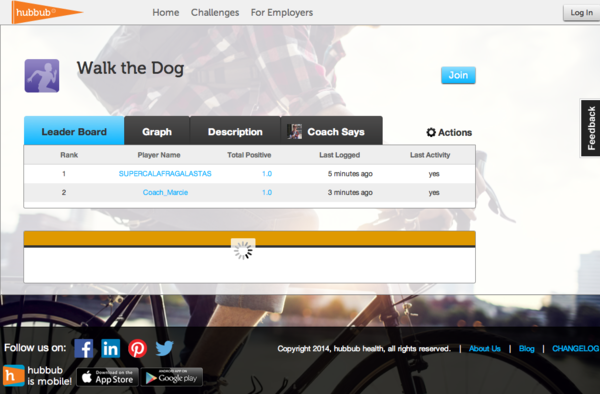 hubbub
Home Challenges For Employers
Log In
Walk the Dog
Join
Feedback
Leader Board Graph Description Coach Says Actions
Rank Player Name Total Positive Last Logged Last Activity
1 SUPERCALAFRAGALASTAS 1.0 5 minutes ago yes
2 Coach_Marcie 1.0 3 minutes ago yes
Follow us on:
Copyright 2014, hubbub health, all rights reserved. | About Us | Blog | CHANGELOG
hubbub
is mobile!
Download on the
App Store
ANDROID APP ON
Google play